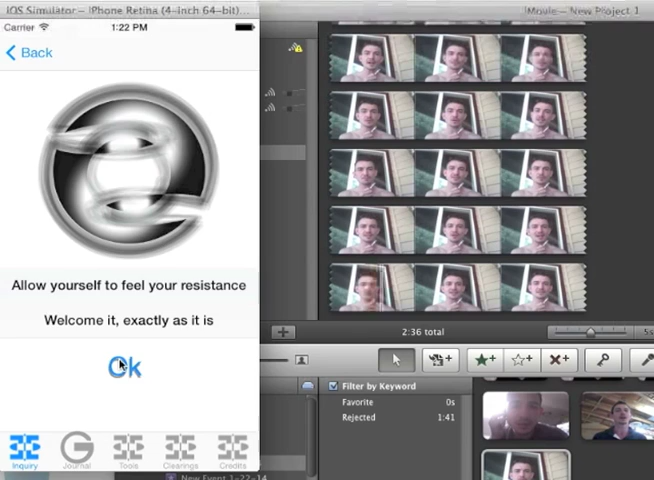 iOS Simulator – iPhone Retina (4-inch 64-bit)...
iMovie – New Project 1
Carrier
1:22 PM
Back
Allow yourself to feel your resistance
Welcome it, exactly as it is
Ok
2:36 total
Filter by Keyword
Favorite 0s
Rejected 1:41
Inquiry
Journal
Tools
Clearings
Credits
New Event 1-22-14